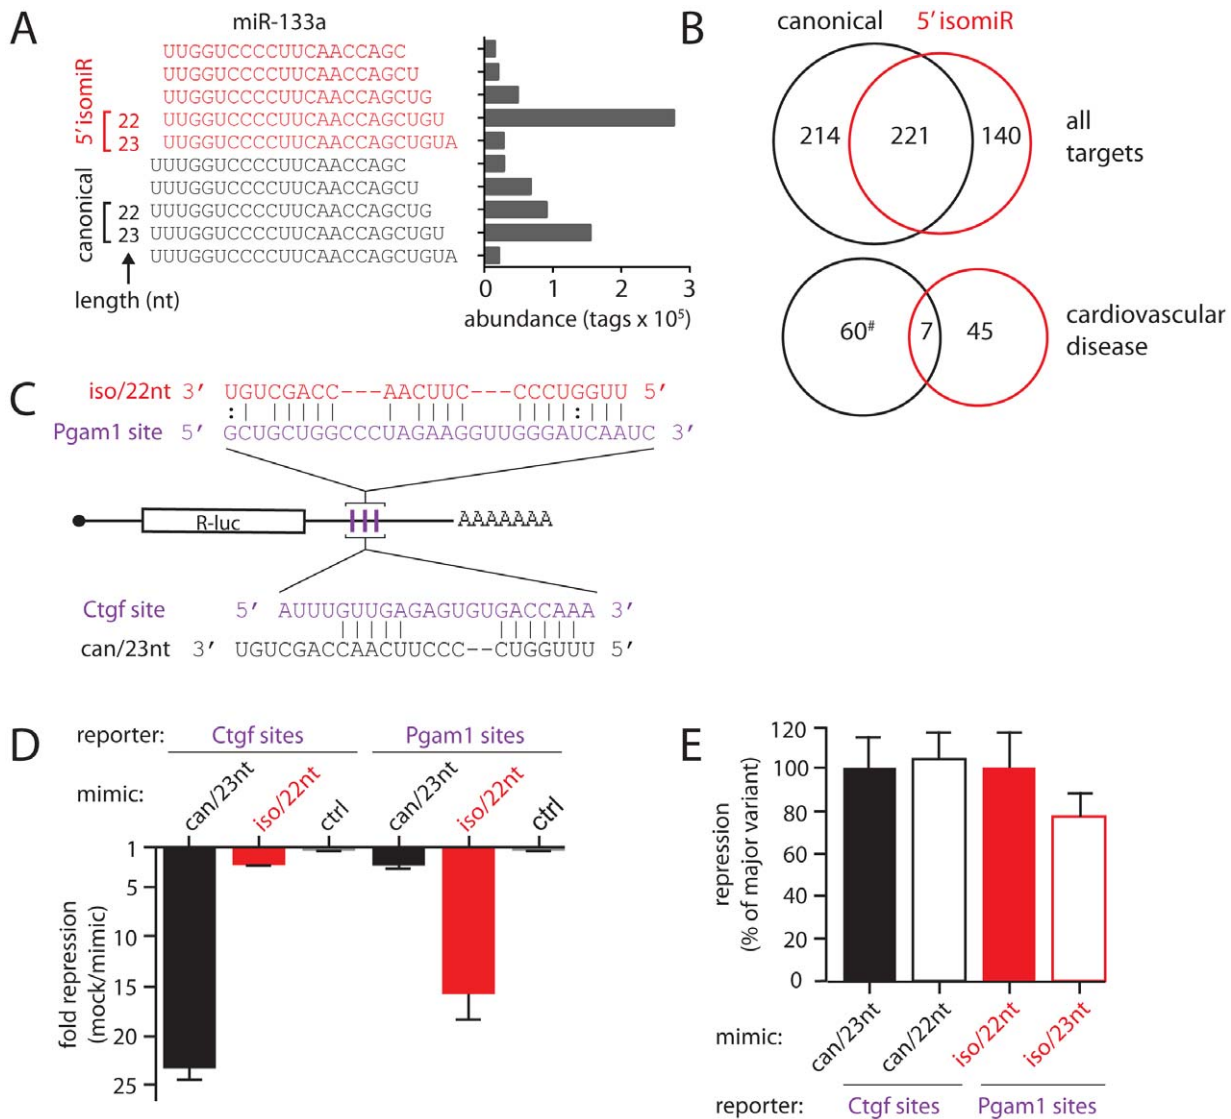 A
miR-133a
5′ isomiR
UUGGUCCCCUUCAACCAGC
UUGGUCCCCUUCAACCAGCU
UUGGUCCCCUUCAACCAGCUG
22 UUGGUCCCCUUCAACCAGCUGU
23 UUGGUCCCCUUCAACCAGCUGUA
canonical
UUUGGUCCCCUUCAACCAGC
UUUGGUCCCCUUCAACCAGCU
22 UUUGGUCCCCUUCAACCAGCUG
23 UUUGGUCCCCUUCAACCAGCUGU
UUUGGUCCCCUUCAACCAGCUGUA
length (nt)
0 1 2 3
abundance (tags x 10⁵)
B
canonical 5′ isomiR
214 221 140
all
targets
60# 7 45
cardiovascular
disease
C
iso/22nt 3′ UGUCGACC---AACUUC---CCCUGGUU 5′
Pgam1 site 5′ GCUGCUGGCCCUAGAAGGUUGGGAUCAAUC 3′
R-luc
AAAAAAA
Ctgf site 5′ AUUUGUUGAGAGUGUGACCAAA 3′
can/23nt 3′ UGUCGACCAACUUCCC--CUGGUUU 5′
D
reporter: Ctgf sites Pgam1 sites
mimic: can/23nt iso/22nt ctrl can/23nt iso/22nt ctrl
1
5
10
15
20
25
fold repression
(mock/mimic)
E
120
100
80
60
40
20
0
repression
(% of major variant)
mimic: can/23nt can/22nt iso/22nt iso/23nt
reporter: Ctgf sites Pgam1 sites